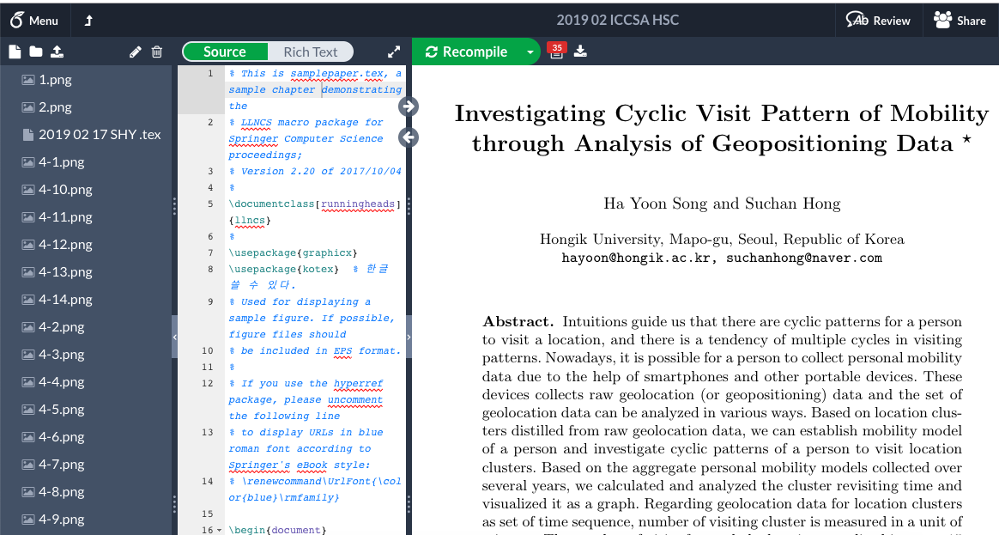 Menu
2019 02 ICCSA HSC
Review
Share
Source
Rich Text
Recompile
35
1.png
2.png
2019 02 17 SHY .tex
4-1.png
4-10.png
4-11.png
4-12.png
4-13.png
4-14.png
4-2.png
4-3.png
4-4.png
4-5.png
4-6.png
4-7.png
4-8.png
4-9.png
1 % This is samplepaper.tex, a
sample chapter demonstrating
the
2 % LLNCS macro package for
Springer Computer Science
proceedings;
3 % Version 2.20 of 2017/10/04
4 %
5 \documentclass[runningheads]
{llncs}
6 %
7 \usepackage{graphicx}
8 \usepackage{kotex} % 한글
쓸 수 있다.
9 % Used for displaying a
sample figure. If possible,
figure files should
10 % be included in EPS format.
11 %
12 % If you use the hyperref
package, please uncomment
the following line
13 % to display URLs in blue
roman font according to
Springer's eBook style:
14 % \renewcommand\UrlFont{\col
or{blue}\rmfamily}
15
16 \begin{document}
Investigating Cyclic Visit Pattern of Mobility
through Analysis of Geopositioning Data ⋆
Ha Yoon Song and Suchan Hong
Hongik University, Mapo-gu, Seoul, Republic of Korea
hayoon@hongik.ac.kr, suchanhong@naver.com
Abstract. Intuitions guide us that there are cyclic patterns for a person
to visit a location, and there is a tendency of multiple cycles in visiting
patterns. Nowadays, it is possible for a person to collect personal mobility
data due to the help of smartphones and other portable devices. These
devices collects raw geolocation (or geopositioning) data and the set of
geolocation data can be analyzed in various ways. Based on location clus-
ters distilled from raw geolocation data, we can establish mobility model
of a person and investigate cyclic patterns of a person to visit location
clusters. Based on the aggregate personal mobility models collected over
several years, we calculated and analyzed the cluster revisiting time and
visualized it as a graph. Regarding geolocation data for location clusters
as set of time sequence, number of visiting cluster is measured in a unit of